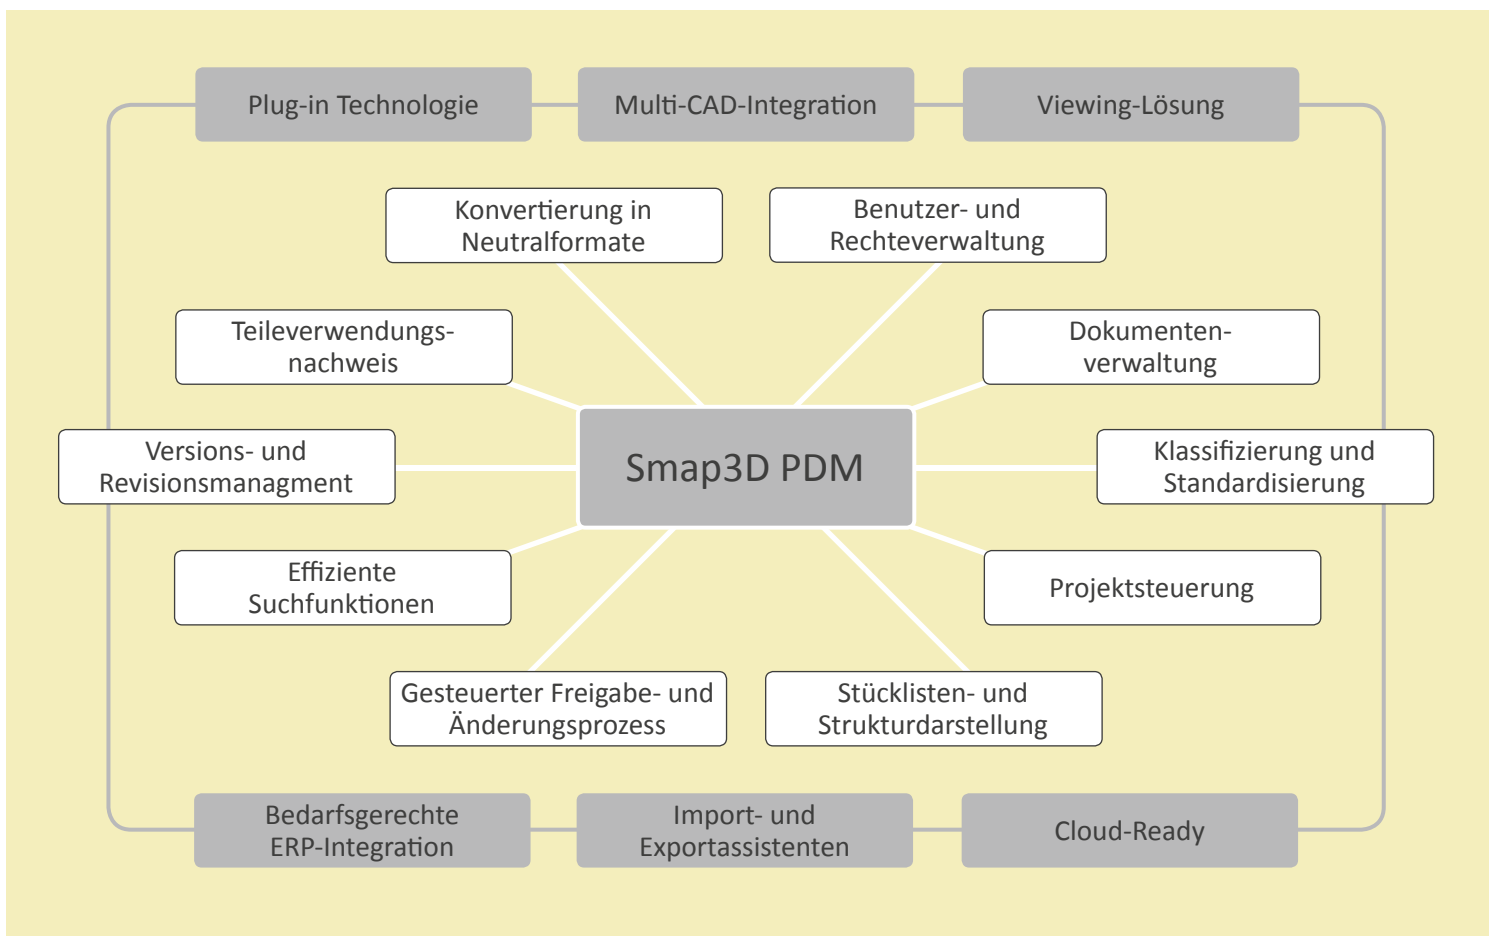 Plug-in Technologie
Multi-CAD-Integration
Viewing-Lösung
Konvertierung in
Neutralformate
Benutzer- und
Rechteverwaltung
Teileverwendungs-
nachweis
Dokumenten-
verwaltung
Versions- und
Revisionsmanagment
Smap3D PDM
Klassifizierung und
Standardisierung
Effiziente
Suchfunktionen
Projektsteuerung
Gesteuerter Freigabe- und
Änderungsprozess
Stücklisten- und
Strukturdarstellung
Bedarfsgerechte
ERP-Integration
Import- und
Exportassistenten
Cloud-Ready